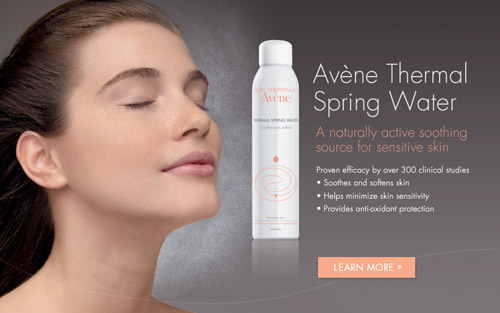 Avène
THERMAL SPRING WATER
Soothes and softens
Avène Thermal
Spring Water
A naturally active soothing
source for sensitive skin
Proven efficacy by over 300 clinical studies
• Soothes and softens skin
• Helps minimize skin sensitivity
• Provides anti-oxidant protection
LEARN MORE »